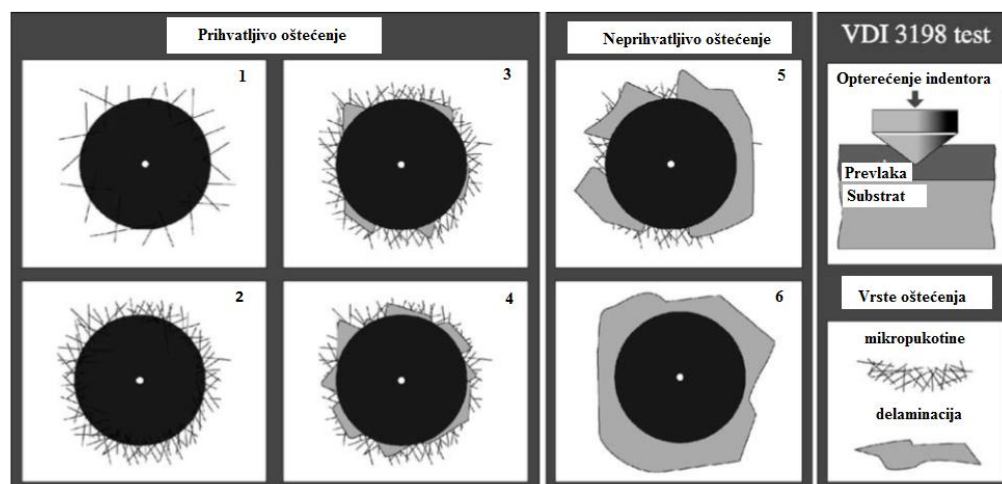 Prihvatljivo oštećenje
1
3
2
4
Neprihvatljivo oštećenje
5
6
VDI 3198 test
Opterećenje indentora
Prevlaka
Substrat
Vrste oštećenja
mikropukotine
delaminacija